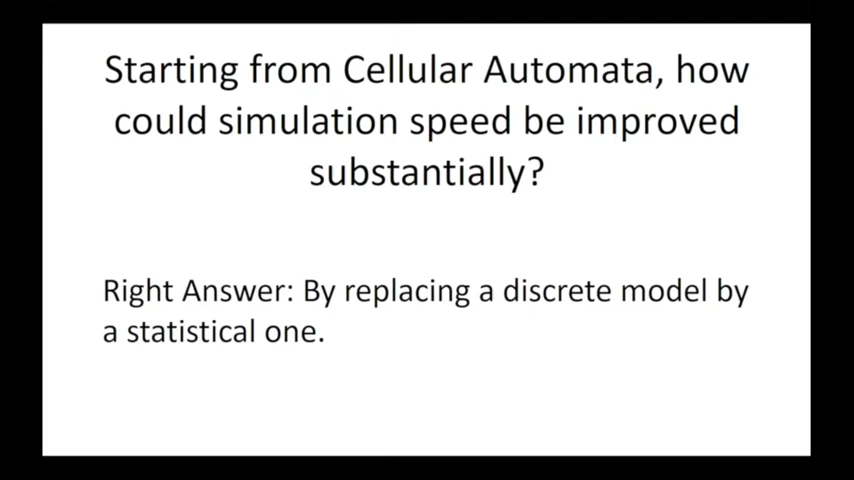 Starting from Cellular Automata, how
could simulation speed be improved
substantially?
Right Answer: By replacing a discrete model by
a statistical one.